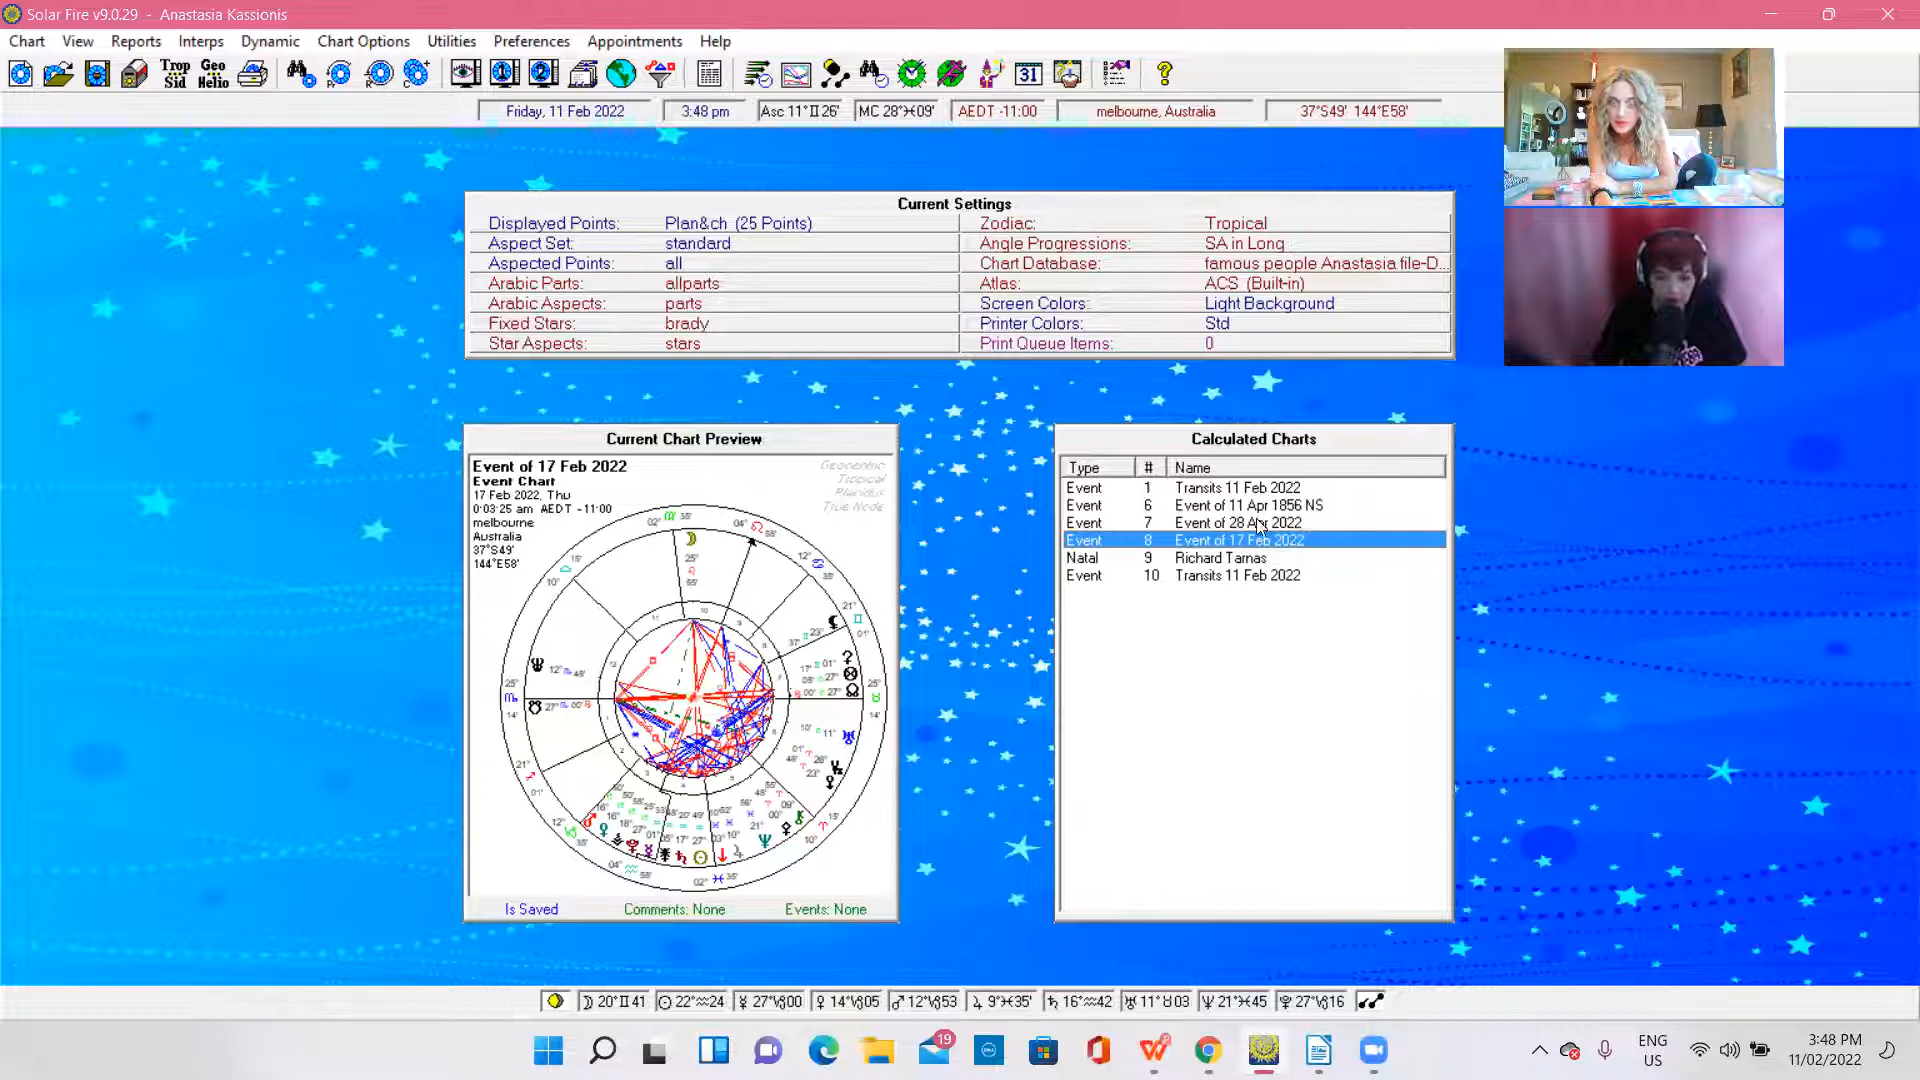 Solar Fire v9.0.29 - Anastasia Kassionis
Chart View Reports Interps Dynamic Chart Options Utilities Preferences Appointments Help
Trop Sid Geo Helio 31
Friday, 11 Feb 2022 3:48 pm Asc 11°♊26' MC 28°♓09' AEDT -11:00 melbourne, Australia 37°S49' 144°E58'
Current Settings
Displayed Points: Plan&ch (25 Points) Zodiac: Tropical
Aspect Set: standard Angle Progressions: SA in Long
Aspected Points: all Chart Database: famous people Anastasia file-D...
Arabic Parts: allparts Atlas: ACS (Built-in)
Arabic Aspects: parts Screen Colors: Light Background
Fixed Stars: brady Printer Colors: Std
Star Aspects: stars Print Queue Items: 0
Current Chart Preview
Event of 17 Feb 2022
Event Chart
17 Feb 2022, Thu
0:03:25 am AEDT -11:00
melbourne
Australia
37°S49'
144°E58'
Geocentric
Tropical
Placidus
True Node
Is Saved Comments: None Events: None
Calculated Charts
Type # Name
Event 1 Transits 11 Feb 2022
Event 6 Event of 11 Apr 1856 NS
Event 7 Event of 28 Apr 2022
Event 8 Event of 17 Feb 2022
Natal 9 Richard Tarnas
Event 10 Transits 11 Feb 2022
☽20°♊41 ☉22°♒24 ☿27°♑00 ♀14°♑05 ♂12°♑53 ♃9°♓35' ♄16°♒42 ♅11°♉03 ♆21°♓45 27°♑16
19
DELL
ENG
US
3:48 PM
11/02/2022